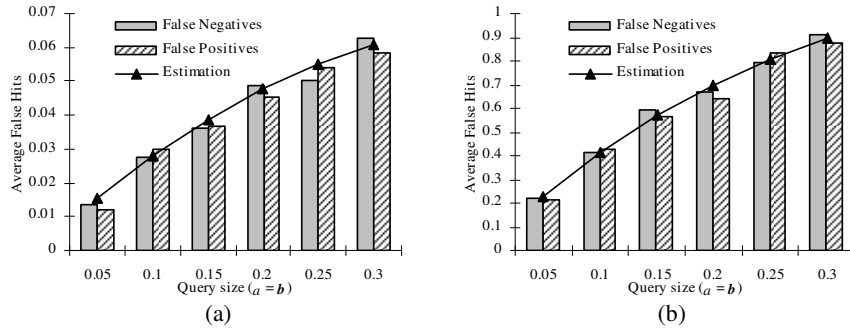 0.07
0.06
0.05
0.04
0.03
0.02
0.01
0
Average False Hits
False Negatives
False Positives
Estimation
0.05 0.1 0.15 0.2 0.25 0.3
Query size (a = b)
(a)
1
0.9
0.8
0.7
0.6
0.5
0.4
0.3
0.2
0.1
0
Average False Hits
False Negatives
False Positives
Estimation
0.05 0.1 0.15 0.2 0.25 0.3
Query size (a = b)
(b)